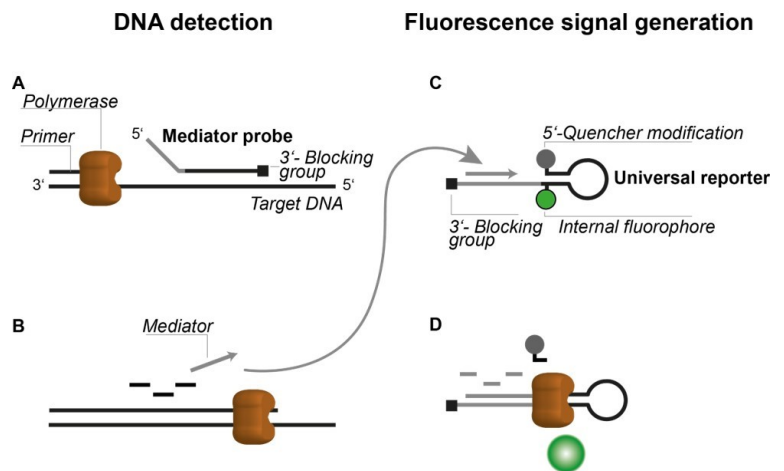 DNA detection
Fluorescence signal generation
A
Polymerase
Primer
5‘
Mediator probe
3‘- Blocking
group
3‘
5‘
Target DNA
C
5‘-Quencher modification
Universal reporter
3‘- Blocking
group
Internal fluorophore
B
Mediator
D